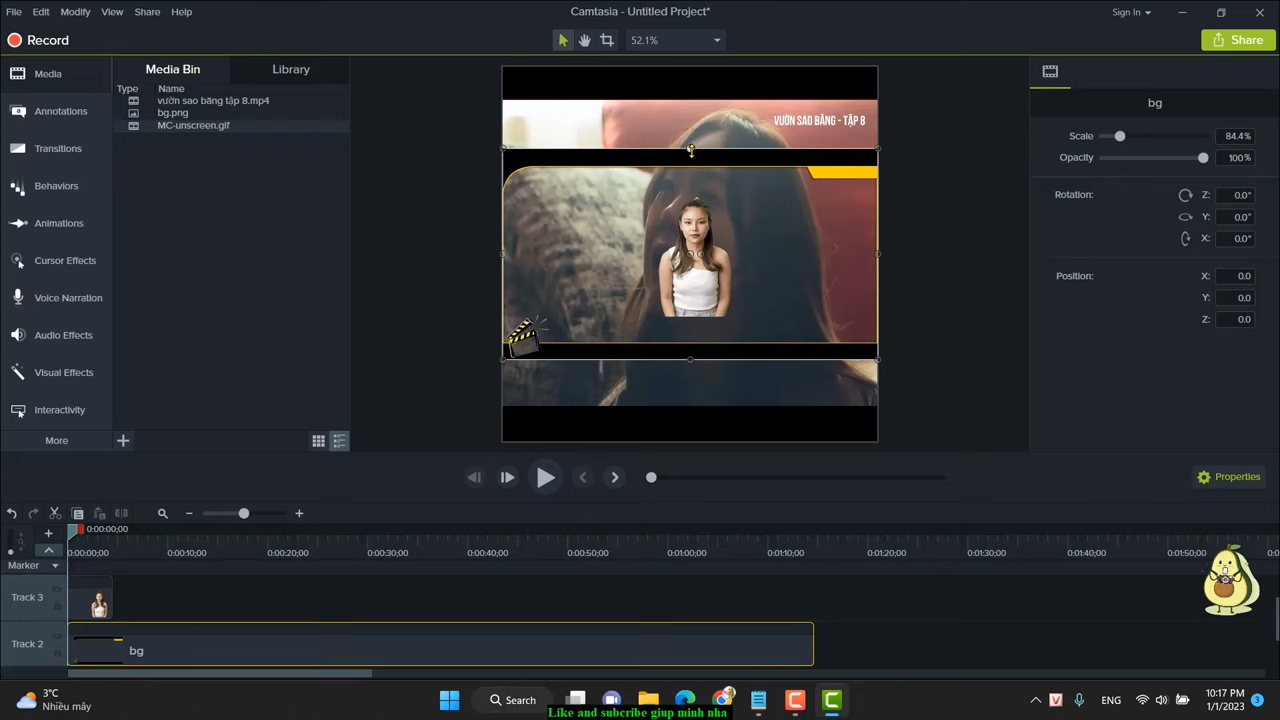 File Edit Modify View Share Help
Camtasia - Untitled Project*
Sign In
Record
52.1%
Share
Media
Annotations
Transitions
Behaviors
Animations
Cursor Effects
Voice Narration
Audio Effects
Visual Effects
Interactivity
More
Media Bin
Library
Type Name
vườn sao băng tập 8.mp4
bg.png
MC-unscreen.gif
VƯỜN SAO BĂNG - TẬP 8
bg
Scale 84.4%
Opacity 100%
Rotation: Z: 0.0°
Y: 0.0°
X: 0.0°
Position: X: 0.0
Y: 0.0
Z: 0.0
Properties
0:00:00;00
0:00:00;00 0:00:10;00 0:00:20;00 0:00:30;00 0:00:40;00 0:00:50;00 0:01:00;00 0:01:10;00 0:01:20;00 0:01:30;00 0:01:40;00 0:01:50;00
Marker
Track 3
Track 2
bg
3°C
Nhiều mây
Search
ENG
10:17 PM
1/1/2023
3
Like and subcribe giup minh nha